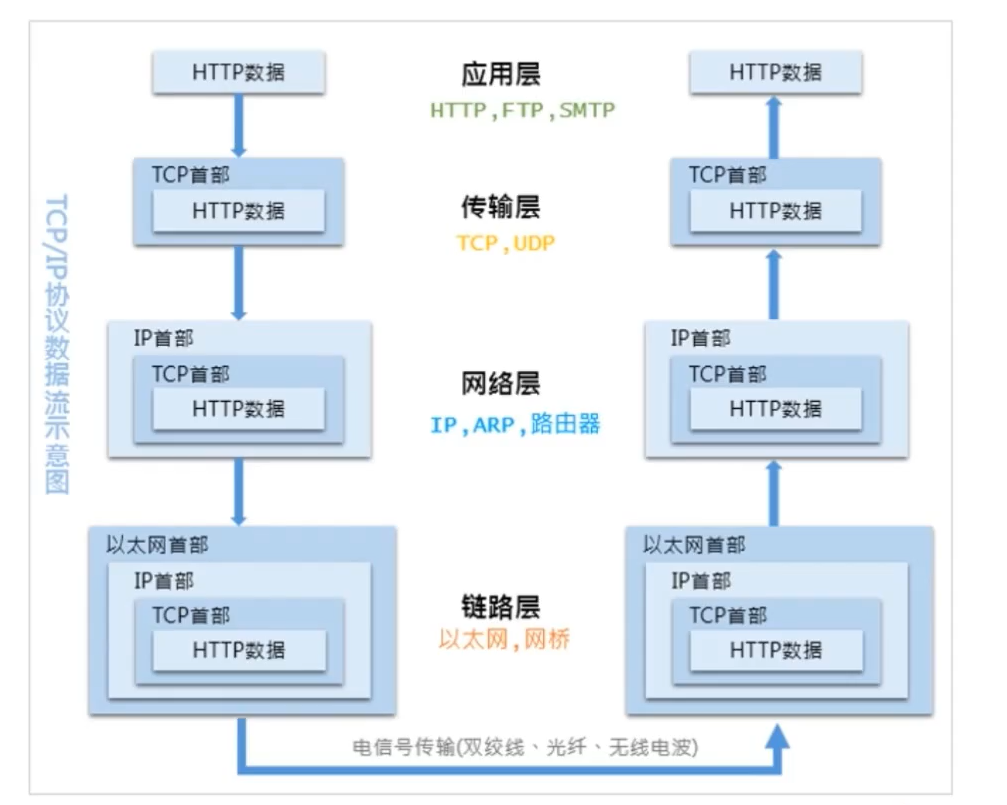 TCP/IP协议数据流示意图
HTTP数据
应用层
HTTP,FTP,SMTP
HTTP数据
TCP首部
HTTP数据
传输层
TCP,UDP
TCP首部
HTTP数据
IP首部
TCP首部
HTTP数据
网络层
IP,ARP,路由器
IP首部
TCP首部
HTTP数据
以太网首部
IP首部
TCP首部
HTTP数据
链路层
以太网,网桥
以太网首部
IP首部
TCP首部
HTTP数据
电信号传输(双绞线、光纤、无线电波)